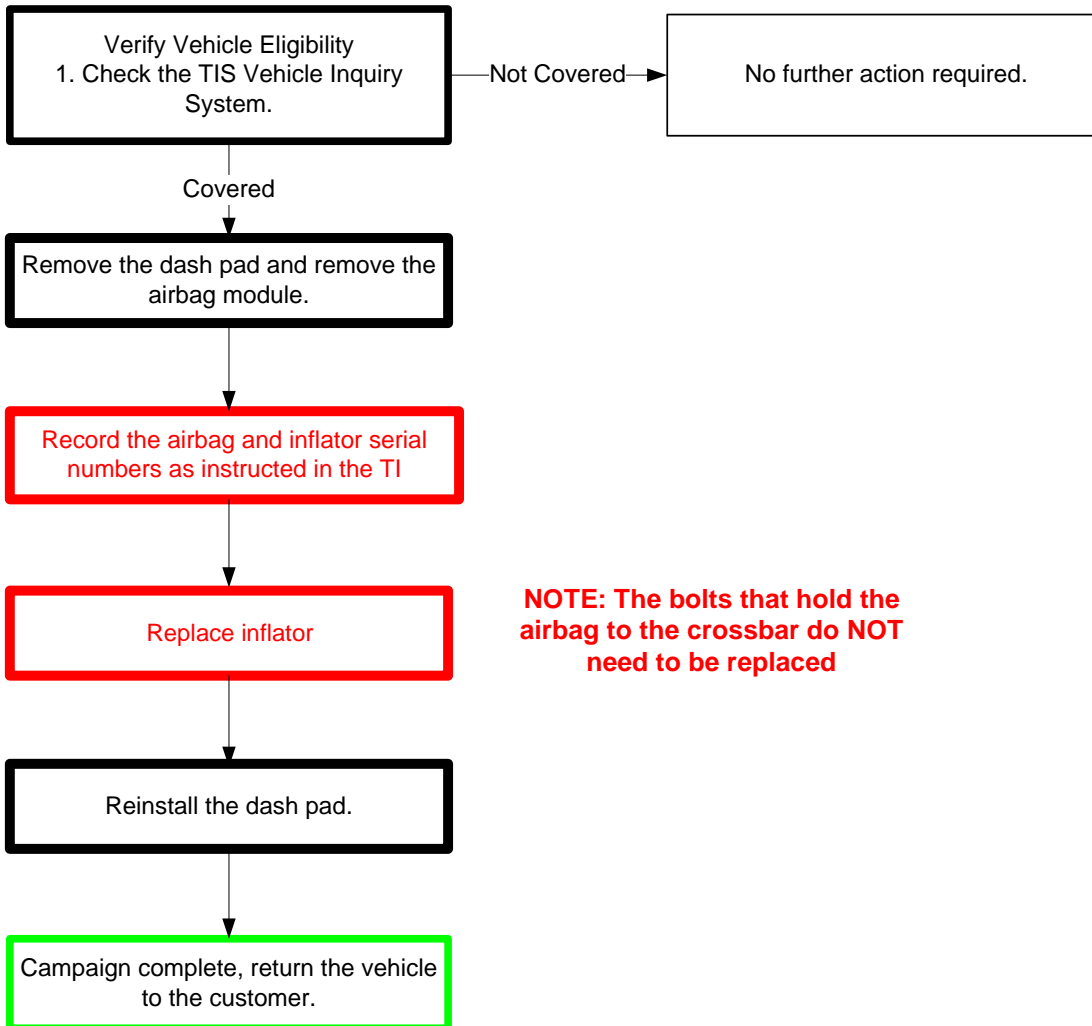 Verify Vehicle Eligibility
1. Check the TIS Vehicle Inquiry
System.
Not Covered
No further action required.
Covered
Remove the dash pad and remove the
airbag module.
Record the airbag and inflator serial
numbers as instructed in the TI
Replace inflator
NOTE: The bolts that hold the
airbag to the crossbar do NOT
need to be replaced
Reinstall the dash pad.
Campaign complete, return the vehicle
to the customer.